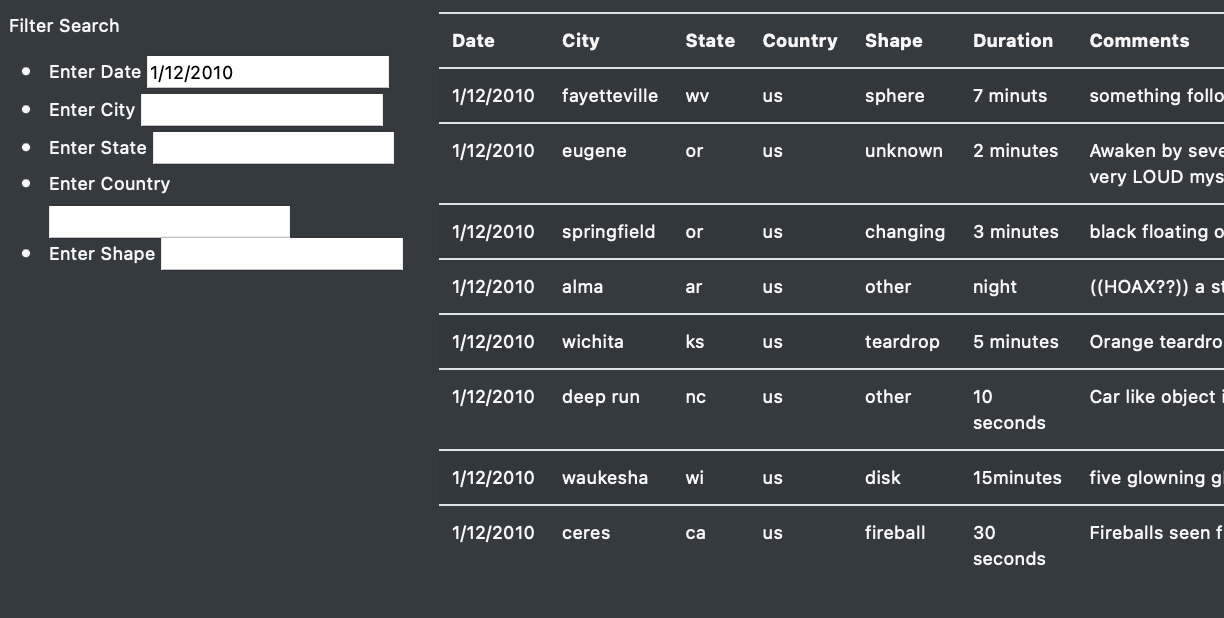 Filter Search
Enter Date 1/12/2010
Enter City
Enter State
Enter Country
Enter Shape
Date City State Country Shape Duration Comments
1/12/2010 fayetteville wv us sphere 7 minuts something follo
1/12/2010 eugene or us unknown 2 minutes Awaken by seve
very LOUD mys
1/12/2010 springfield or us changing 3 minutes black floating o
1/12/2010 alma ar us other night ((HOAX??)) a st
1/12/2010 wichita ks us teardrop 5 minutes Orange teardro
1/12/2010 deep run nc us other 10 Car like object i
seconds
1/12/2010 waukesha wi us disk 15minutes five glowning gl
1/12/2010 ceres ca us fireball 30 Fireballs seen f
seconds